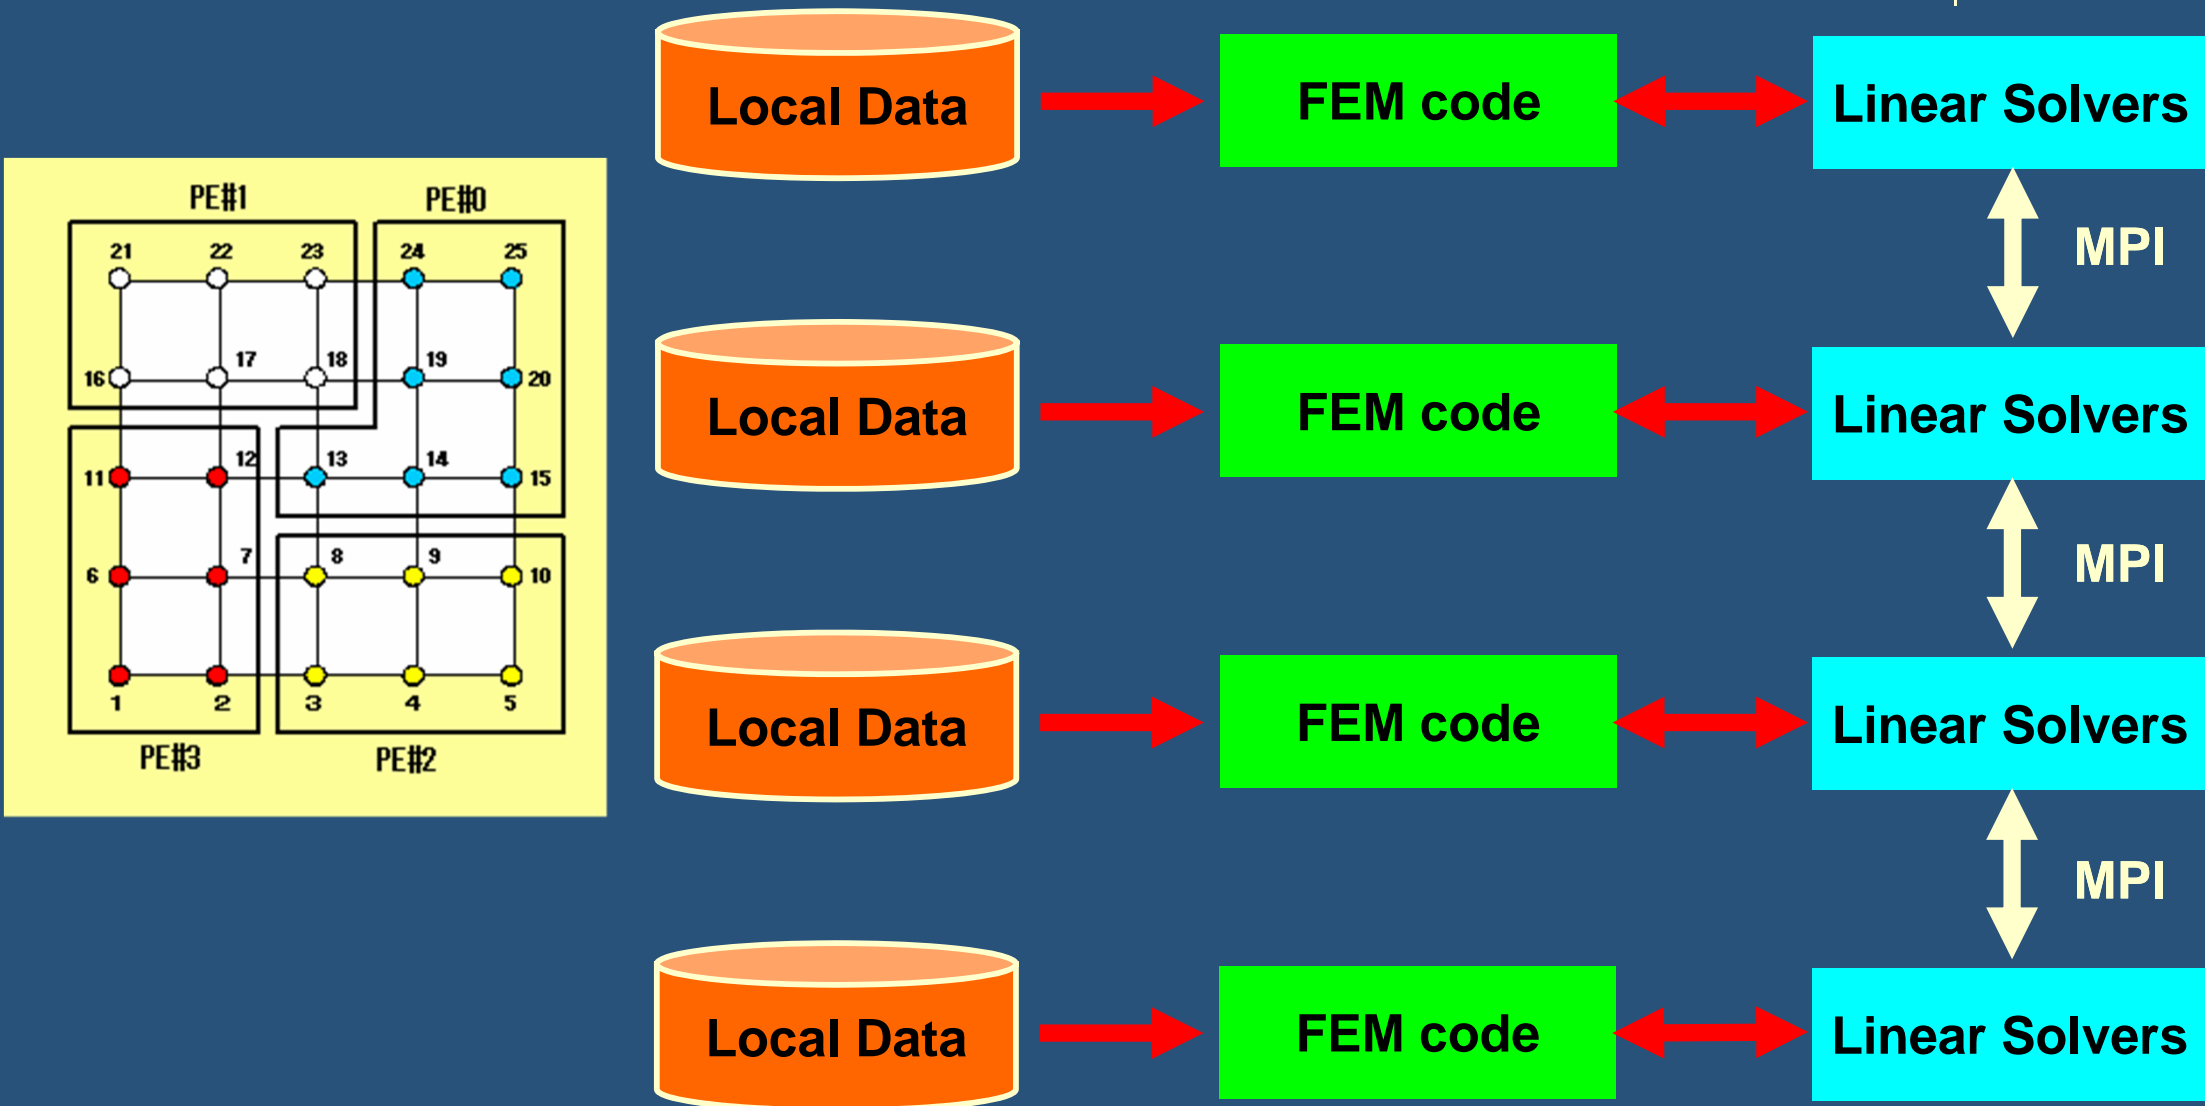 Local Data
FEM code
Linear Solvers
MPI
Local Data
FEM code
Linear Solvers
MPI
Local Data
FEM code
Linear Solvers
MPI
Local Data
FEM code
Linear Solvers
PE#1
PE#0
21 22 23 24 25
16 17 18 19 20
11 12 13 14 15
6 7 8 9 10
1 2 3 4 5
PE#3
PE#2